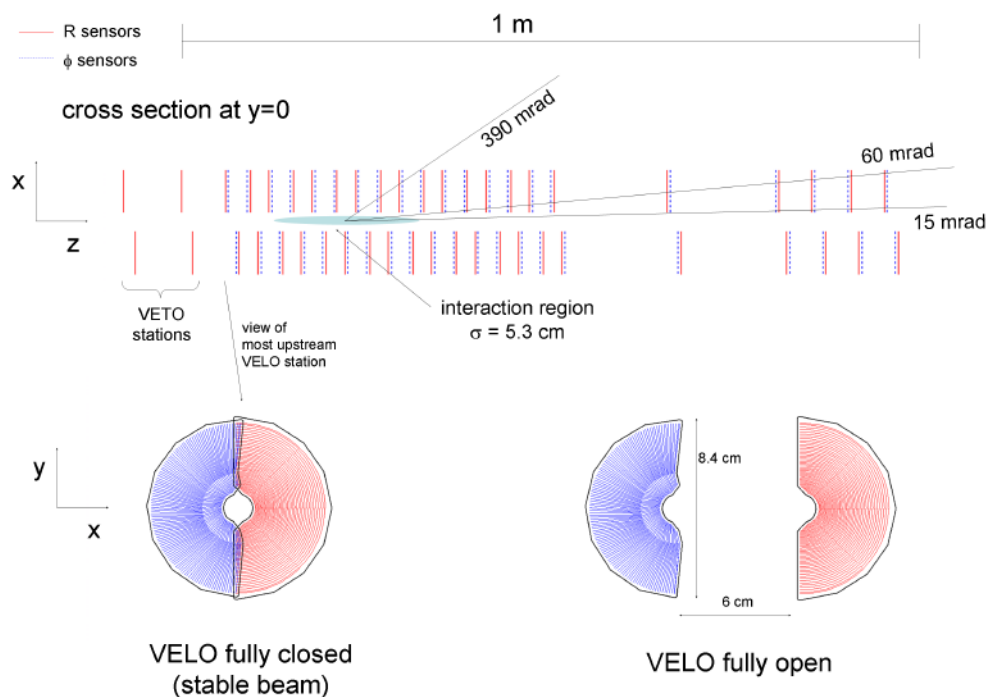 R sensors
ϕ sensors
1 m
cross section at y=0
390 mrad
60 mrad
15 mrad
x
z
VETO
stations
view of
most upstream
VELO station
interaction region
σ = 5.3 cm
y
x
8.4 cm
6 cm
VELO fully closed
(stable beam)
VELO fully open